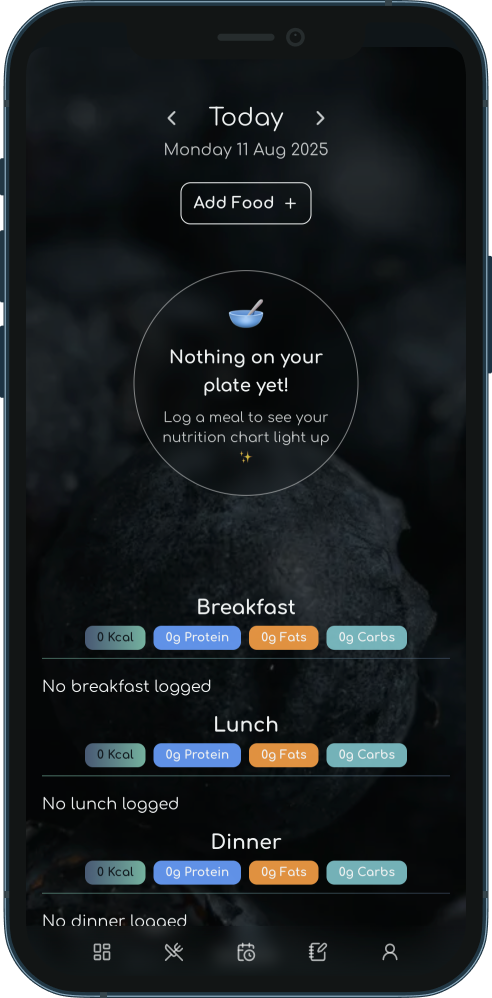 Today
Monday 11 Aug 2025
Add Food +
Nothing on your
plate yet!
Log a meal to see your
nutrition chart light up
✨
Breakfast
0 Kcal 0g Protein 0g Fats 0g Carbs
No breakfast logged
Lunch
0 Kcal 0g Protein 0g Fats 0g Carbs
No lunch logged
Dinner
0 Kcal 0g Protein 0g Fats 0g Carbs
No dinner logged